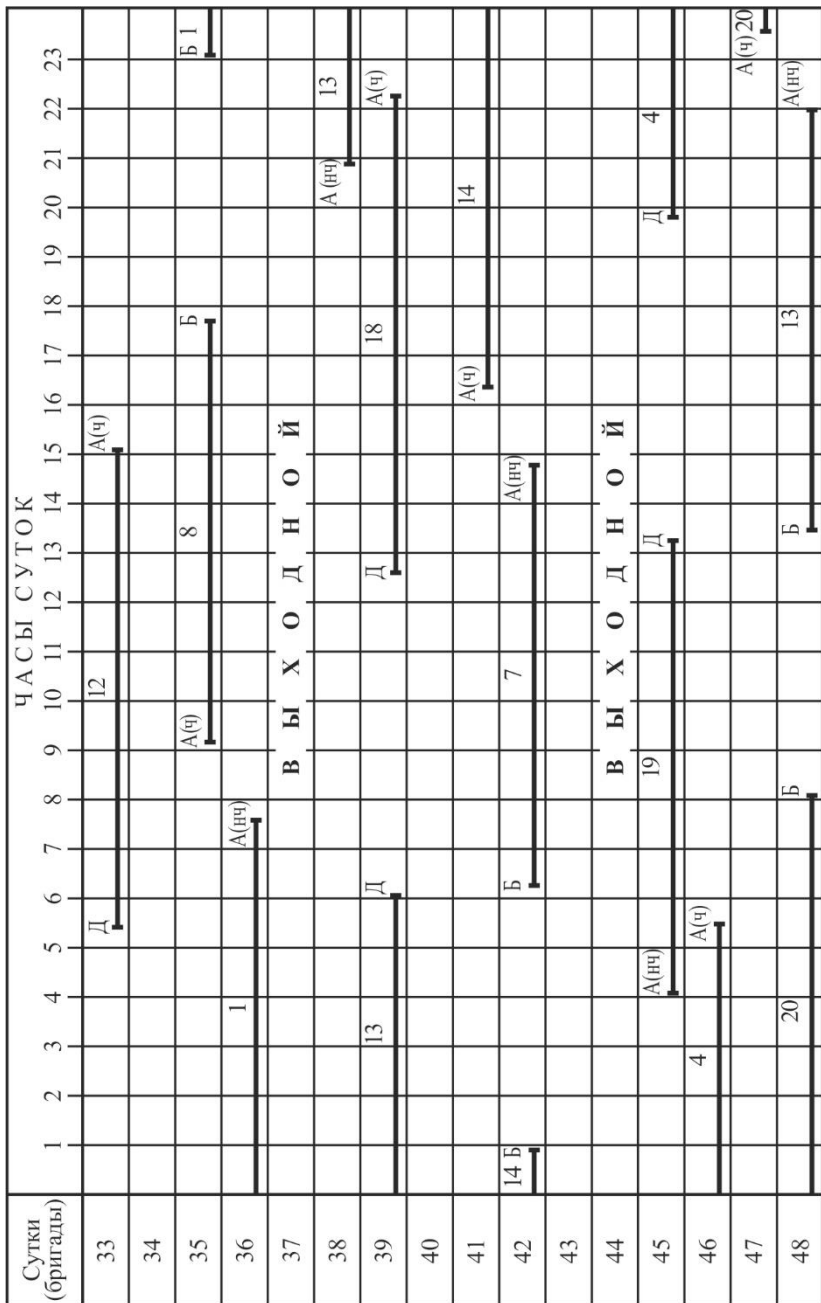 Сутки
(бригады)
ЧАСЫ СУТОК
1 2 3 4 5 6 7 8 9 10 11 12 13 14 15 16 17 18 19 20 21 22 23
33 Д 12 А(ч)
34
35 А(ч) 8 Б Б 1
36 1 А(нч)
37 ВЫХОДНОЙ
38 А(нч) 13
39 13 Д Д 18 А(ч)
40
41 А(ч) 14
42 14 Б Б 7 А(нч)
43
44 ВЫХОДНОЙ
45 А(нч) 19 Д Д 4
46 4 А(ч)
47 А(ч) 20
48 20 Б Б 13 А(нч)